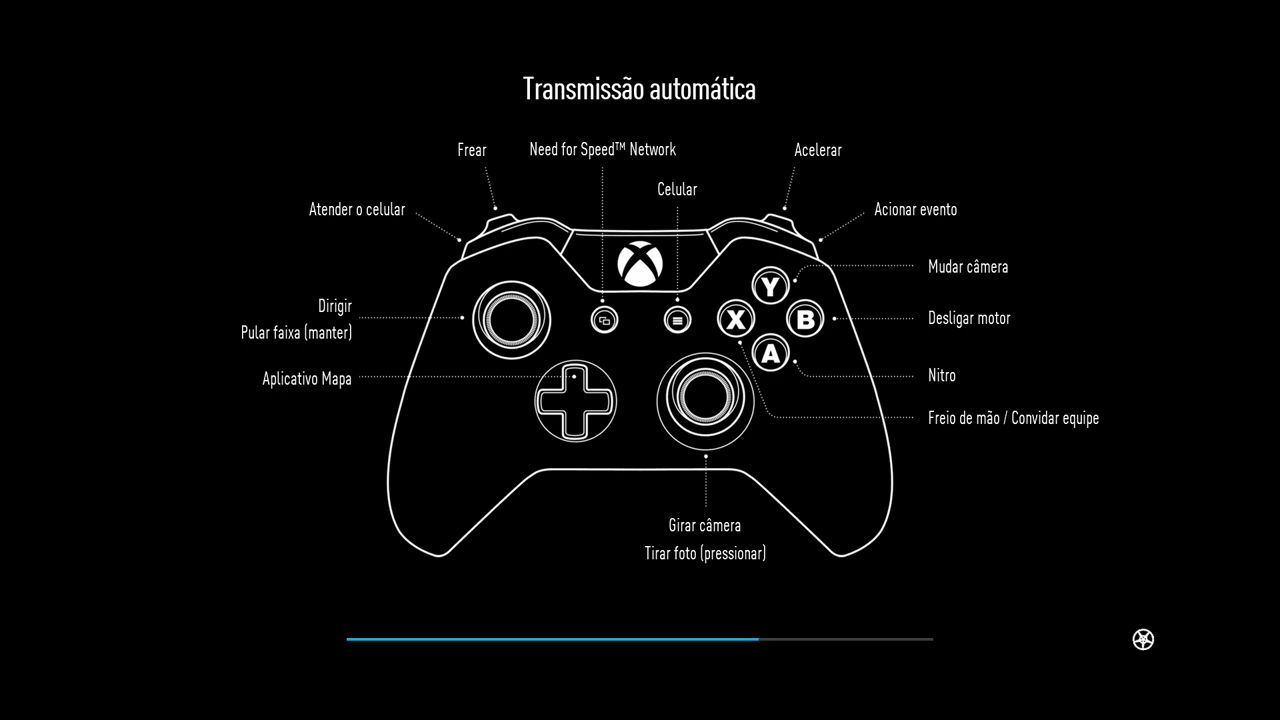 Transmissão automática
Frear
Need for Speed™ Network
Acelerar
Celular
Atender o celular
Acionar evento
Mudar câmera
Y
Dirigir
X
B
Desligar motor
Pular faixa (manter)
A
Aplicativo Mapa
Nitro
Freio de mão / Convidar equipe
Girar câmera
Tirar foto (pressionar)